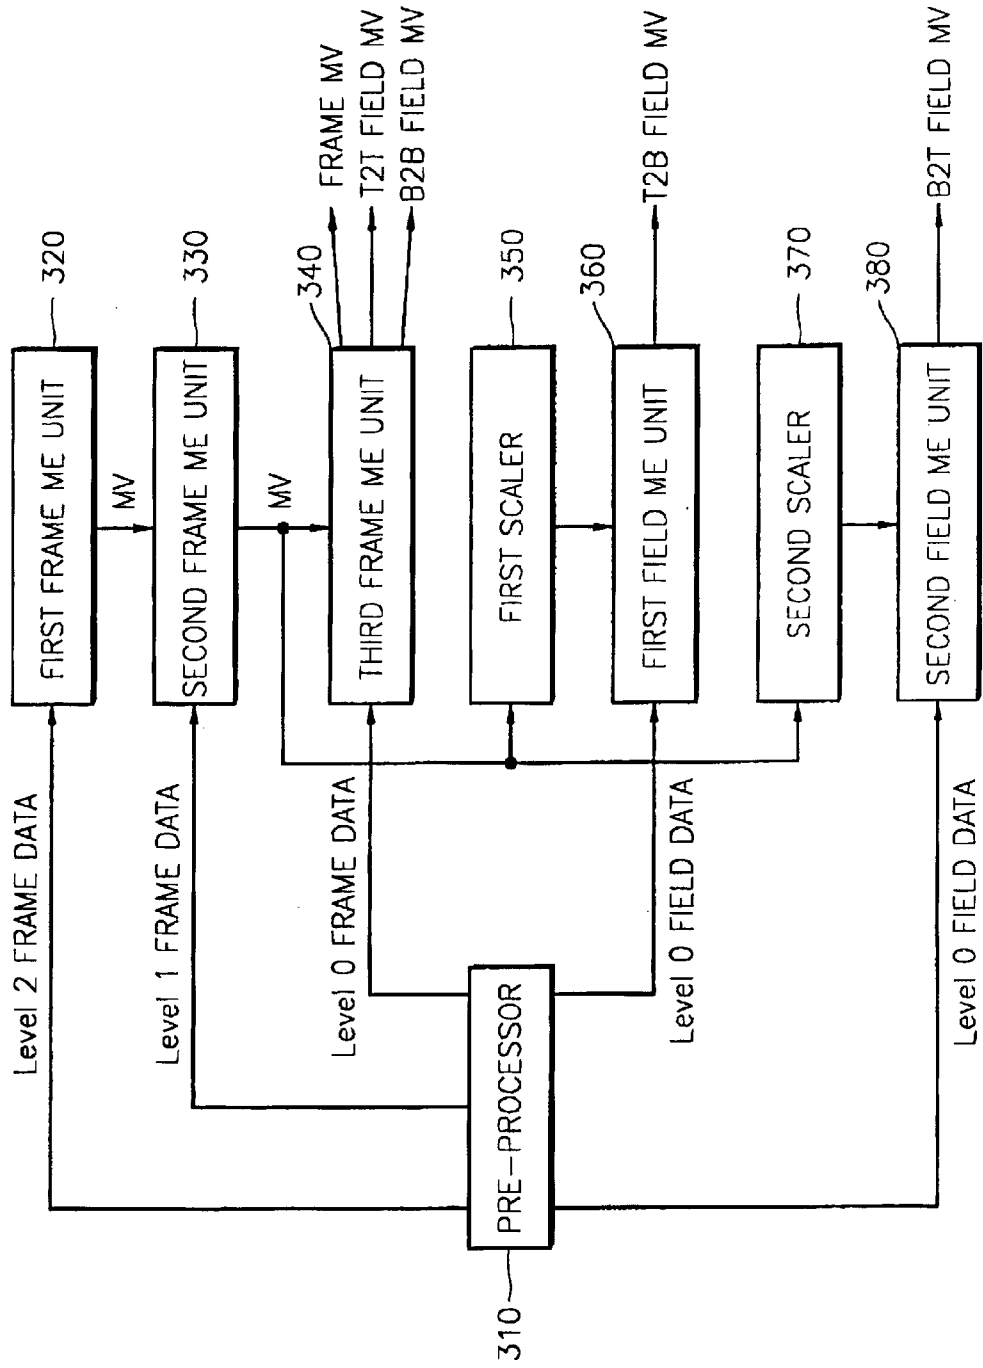 310
PRE-PROCESSOR
Level 2 FRAME DATA
Level 1 FRAME DATA
Level 0 FRAME DATA
Level 0 FIELD DATA
Level 0 FIELD DATA
FIRST FRAME ME UNIT
320
MV
SECOND FRAME ME UNIT
330
MV
THIRD FRAME ME UNIT
340
FRAME MV
T2T FIELD MV
B2B FIELD MV
FIRST SCALER
350
FIRST FIELD ME UNIT
360
T2B FIELD MV
SECOND SCALER
370
SECOND FIELD ME UNIT
380
B2T FIELD MV